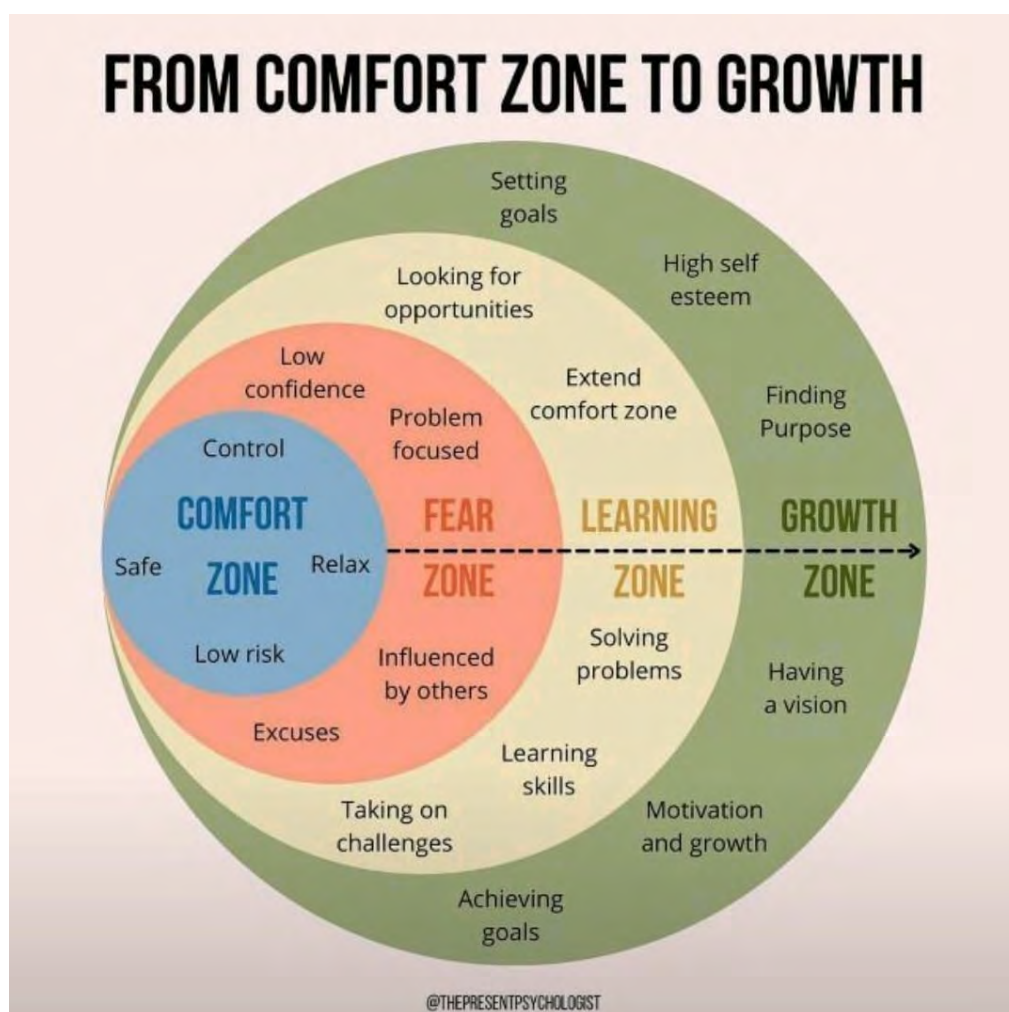 FROM COMFORT ZONE TO GROWTH
Setting
goals
High self
esteem
Looking for
opportunities
Extend
comfort zone
Finding
Purpose
Low
confidence
Problem
focused
Control
COMFORT
ZONE
Safe
Relax
Low risk
FEAR
ZONE
LEARNING
ZONE
GROWTH
ZONE
Influenced
by others
Excuses
Solving
problems
Learning
skills
Taking on
challenges
Having
a vision
Motivation
and growth
Achieving
goals
@THEPRESENTPSYCHOLOGIST